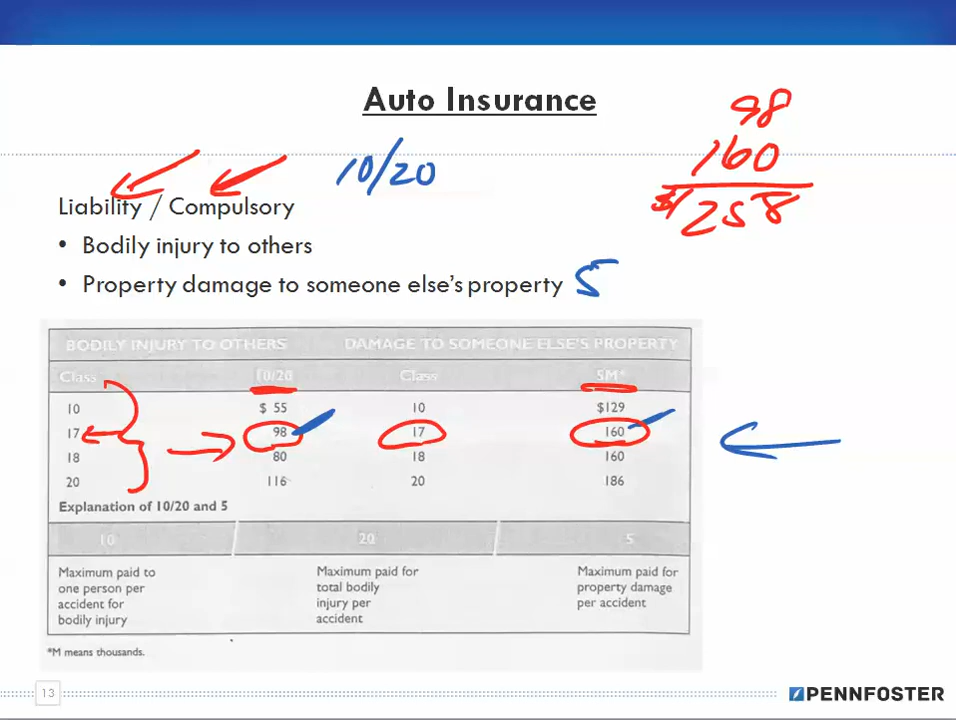 Auto Insurance
98
160
$258
10/20
Liability / Compulsory
• Bodily injury to others
• Property damage to someone else's property 5
BODILY INJURY TO OTHERS DAMAGE TO SOMEONE ELSE'S PROPERTY
Class 10/20 Class 5M*
10 $ 55 10 $129
17 98 17 160
18 80 18 160
20 116 20 186
Explanation of 10/20 and 5
10 20 5
Maximum paid to Maximum paid for Maximum paid for
one person per total bodily property damage
accident for injury per per accident
bodily injury accident
*M means thousands.
13 PENNFOSTER